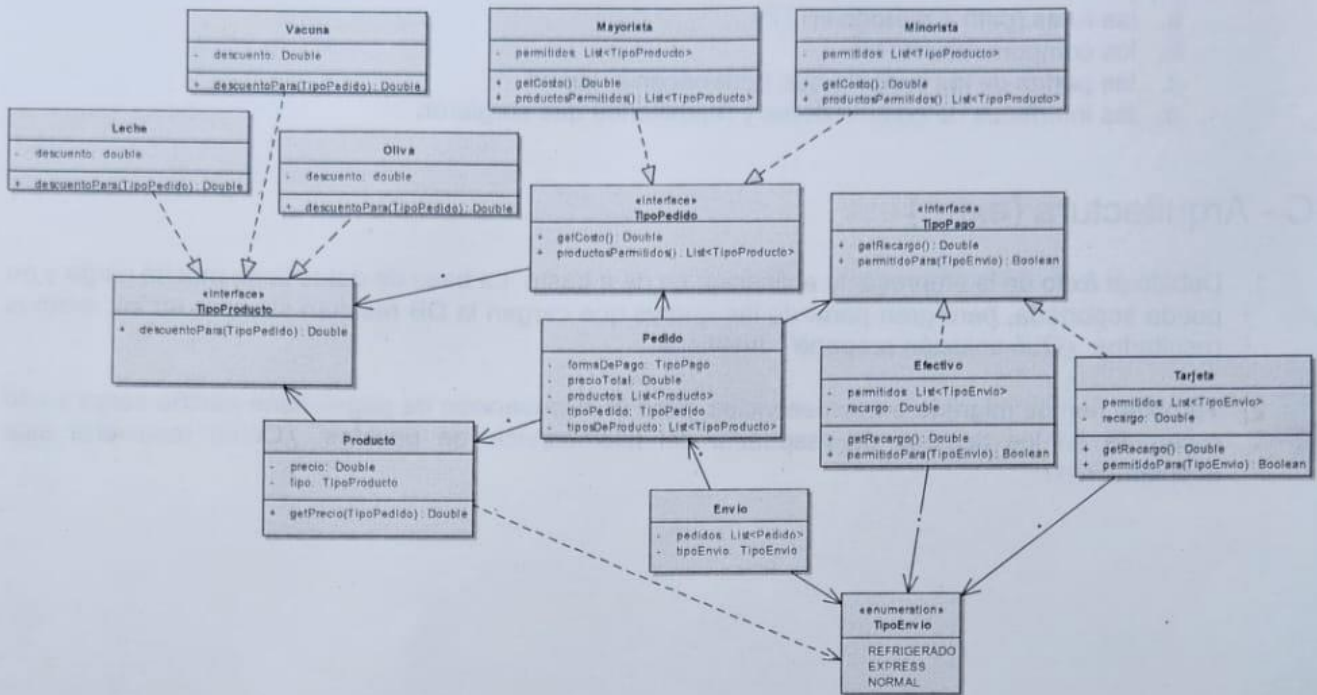 Vacuna
- descuento: Double
+ descuentoPara(TipoPedido): Double
Mayorista
- permitidos: List<TipoProducto>
+ getCosto(): Double
+ productosPermitidos(): List<TipoProducto>
Minorista
- permitidos: List<TipoProducto>
+ getCosto(): Double
+ productosPermitidos(): List<TipoProducto>
Leche
- descuento: double
+ descuentoPara(TipoPedido): Double
Oliva
- descuento: double
+ descuentoPara(TipoPedido): Double
«interface»
TipoPedido
+ getCosto(): Double
+ productosPermitidos(): List<TipoProducto>
«interface»
TipoPago
+ getRecargo(): Double
+ permitidoPara(TipoEnvio): Boolean
«interface»
TipoProducto
+ descuentoPara(TipoPedido): Double
Pedido
- formaDePago: TipoPago
- precioTotal: Double
- productos: List<Producto>
- tipoPedido: TipoPedido
- tiposDeProducto: List<TipoProducto>
Efectivo
- permitidos: List<TipoEnvio>
- recargo: Double
+ getRecargo(): Double
+ permitidoPara(TipoEnvio): Boolean
Tarjeta
- permitidos: List<TipoEnvio>
- recargo: Double
+ getRecargo(): Double
+ permitidoPara(TipoEnvio): Boolean
Producto
- precio: Double
- tipo: TipoProducto
+ getPrecio(TipoPedido): Double
Envio
- pedidos: List<Pedido>
- tipoEnvio: TipoEnvio
«enumeration»
TipoEnvio
REFRIGERADO
EXPRESS
NORMAL
C - Arquitectura